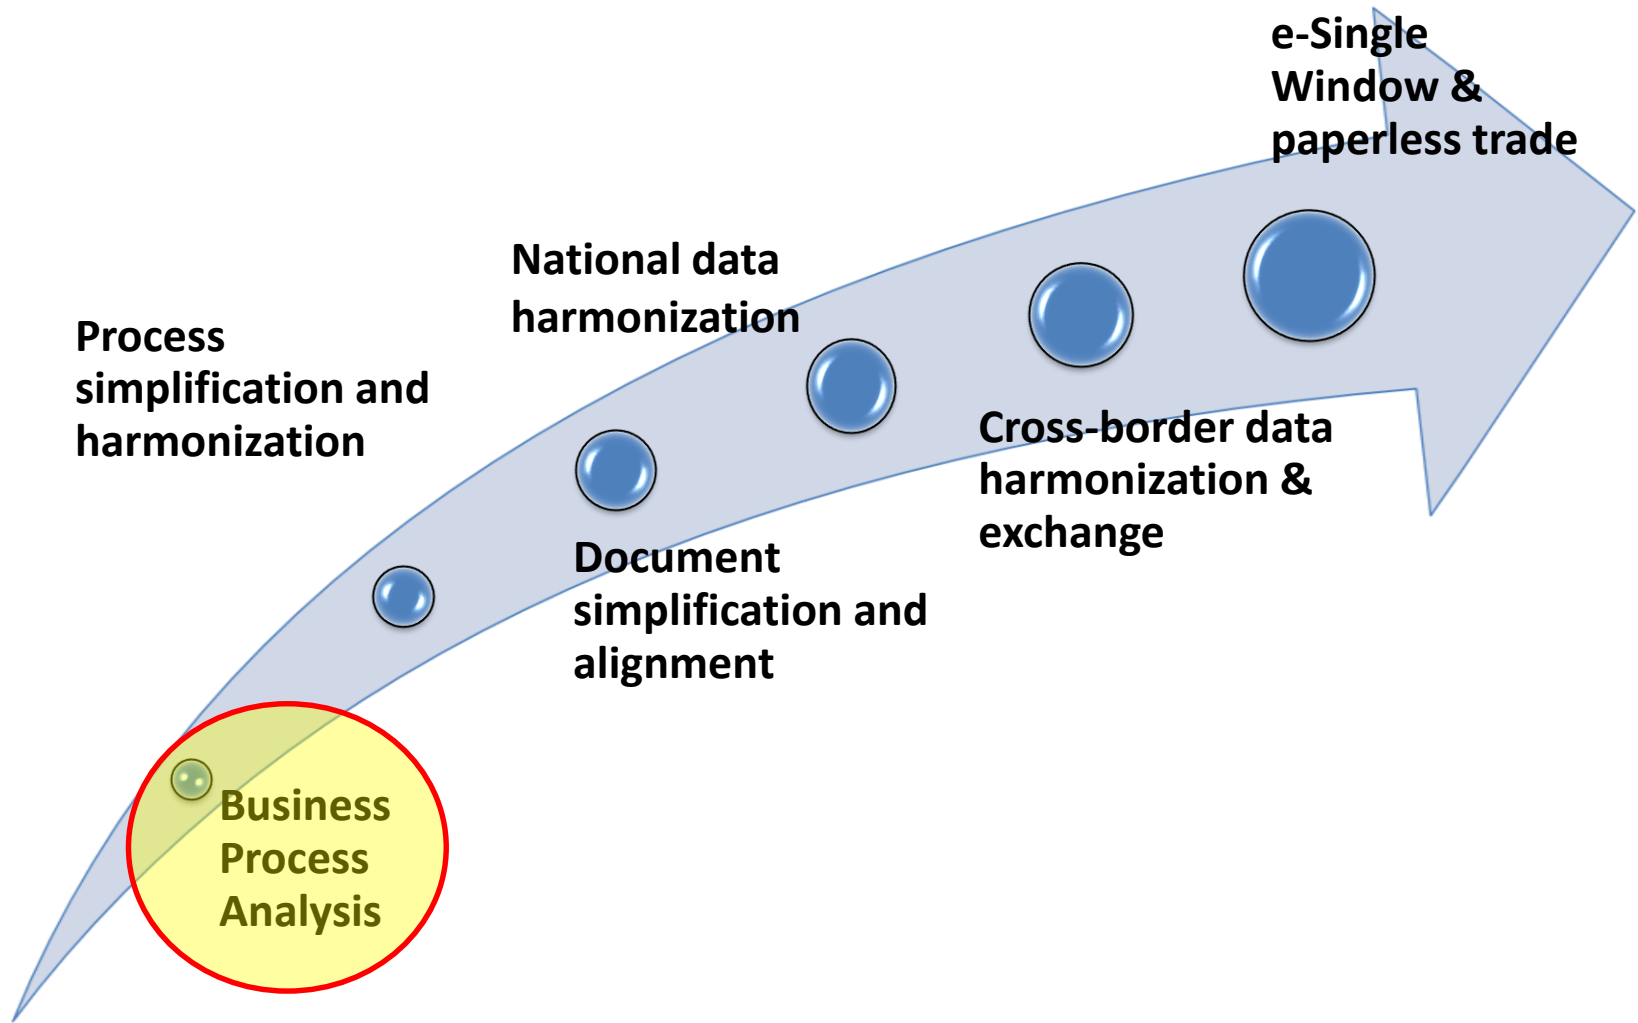 e-Single
Window &
paperless trade
National data
harmonization
Process
simplification and
harmonization
Cross-border data
harmonization &
exchange
Document
simplification and
alignment
Business
Process
Analysis